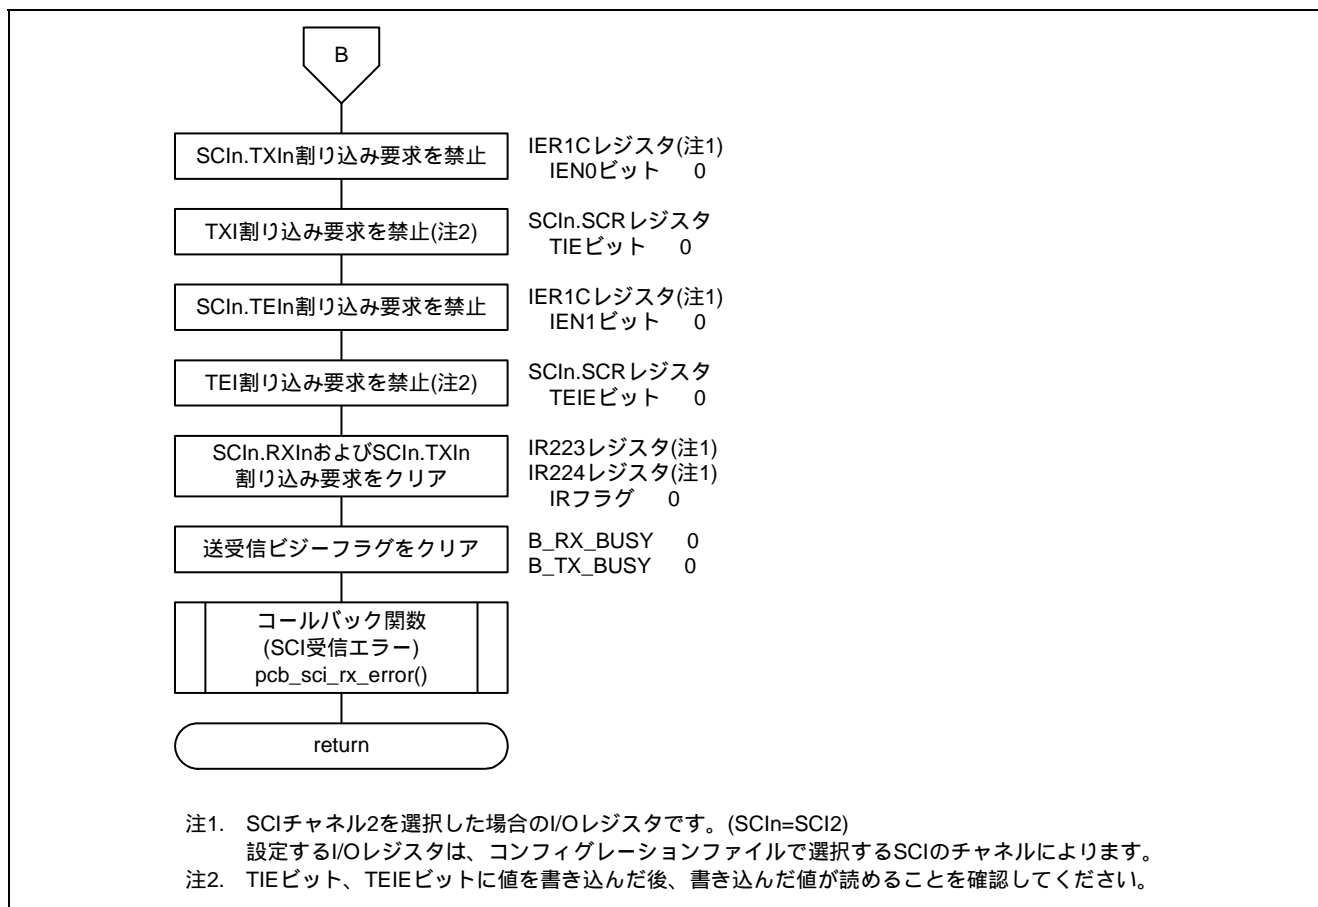 B
SCIn.TXIn割り込み要求を禁止
IER1Cレジスタ(注1)
IEN0ビット 0
TXI割り込み要求を禁止(注2)
SCIn.SCRレジスタ
TIEビット 0
SCIn.TEIn割り込み要求を禁止
IER1Cレジスタ(注1)
IEN1ビット 0
TEI割り込み要求を禁止(注2)
SCIn.SCRレジスタ
TEIEビット 0
SCIn.RXInおよびSCIn.TXIn
割り込み要求をクリア
IR223レジスタ(注1)
IR224レジスタ(注1)
IRフラグ 0
送受信ビジーフラグをクリア
B_RX_BUSY 0
B_TX_BUSY 0
コールバック関数
(SCI受信エラー)
pcb_sci_rx_error()
return
注1. SCIチャネル2を選択した場合のI/Oレジスタです。(SCIn=SCI2)
設定するI/Oレジスタは、コンフィグレーションファイルで選択するSCIのチャネルによります。
注2. TIEビット、TEIEビットに値を書き込んだ後、書き込んだ値が読めることを確認してください。